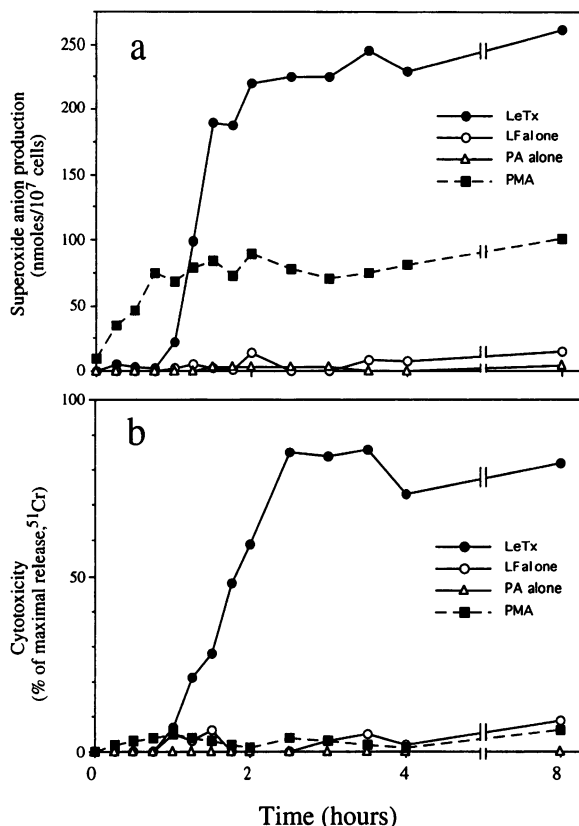 a
Superoxide anion production
(nmoles/10⁷ cells)
250
200
150
100
50
0
LeTx
LF alone
PA alone
PMA
b
Cytotoxicity
(% of maximal release, ⁵¹Cr)
100
50
0
LeTx
LF alone
PA alone
PMA
0
2
4
8
Time (hours)